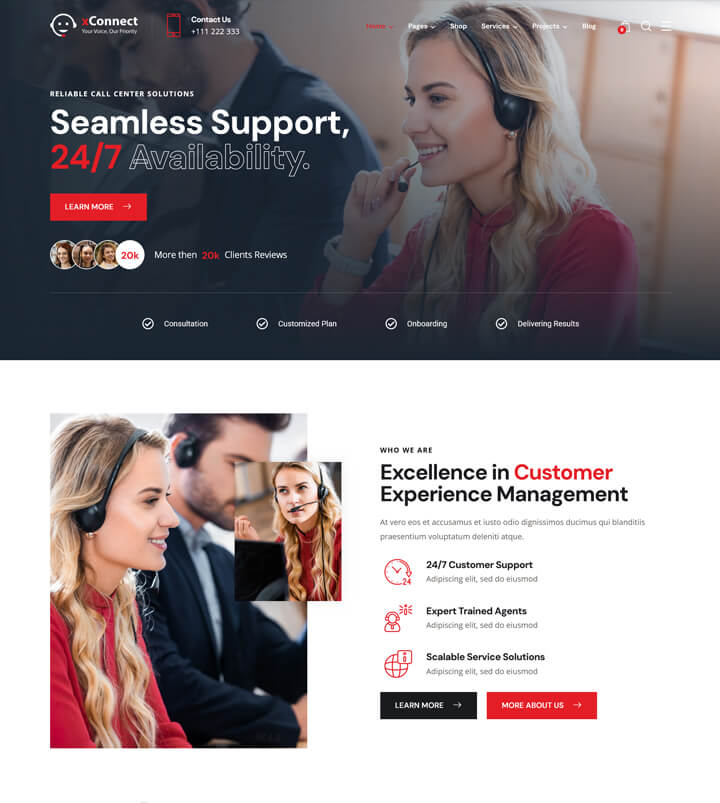 xConnect
Your Voice, Our Priority
Contact Us
+111 222 333
Home
Pages
Shop
Services
Projects
Blog
0
RELIABLE CALL CENTER SOLUTIONS
Seamless Support,
24/7 Availability.
LEARN MORE
20k
More then 20k Clients Reviews
Consultation
Customized Plan
Onboarding
Delivering Results
WHO WE ARE
Excellence in Customer
Experience Management
At vero eos et accusamus et iusto odio dignissimos ducimus qui blanditiis
praesentium voluptatum deleniti atque.
24
24/7 Customer Support
Adipiscing elit, sed do eiusmod
Expert Trained Agents
Adipiscing elit, sed do eiusmod
Scalable Service Solutions
Adipiscing elit, sed do eiusmod
LEARN MORE
MORE ABOUT US